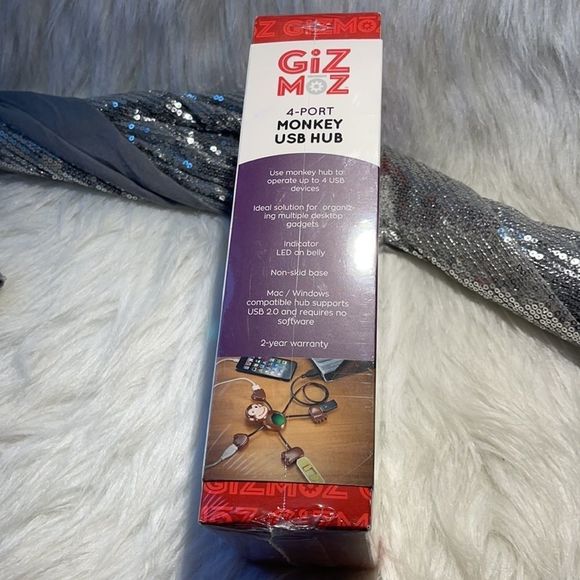 Z GIZMOZ
GiZ
MOZ
4-PORT
MONKEY
USB HUB
Use monkey hub to
operate up to 4 USB
devices
Ideal solution for organiz-
ing multiple desktop
gadgets
Indicator
LED on belly
Non-skid base
Mac / Windows
compatible hub supports
USB 2.0 and requires no
software
2-year warranty
GIZMOZ G
GIZMOZ